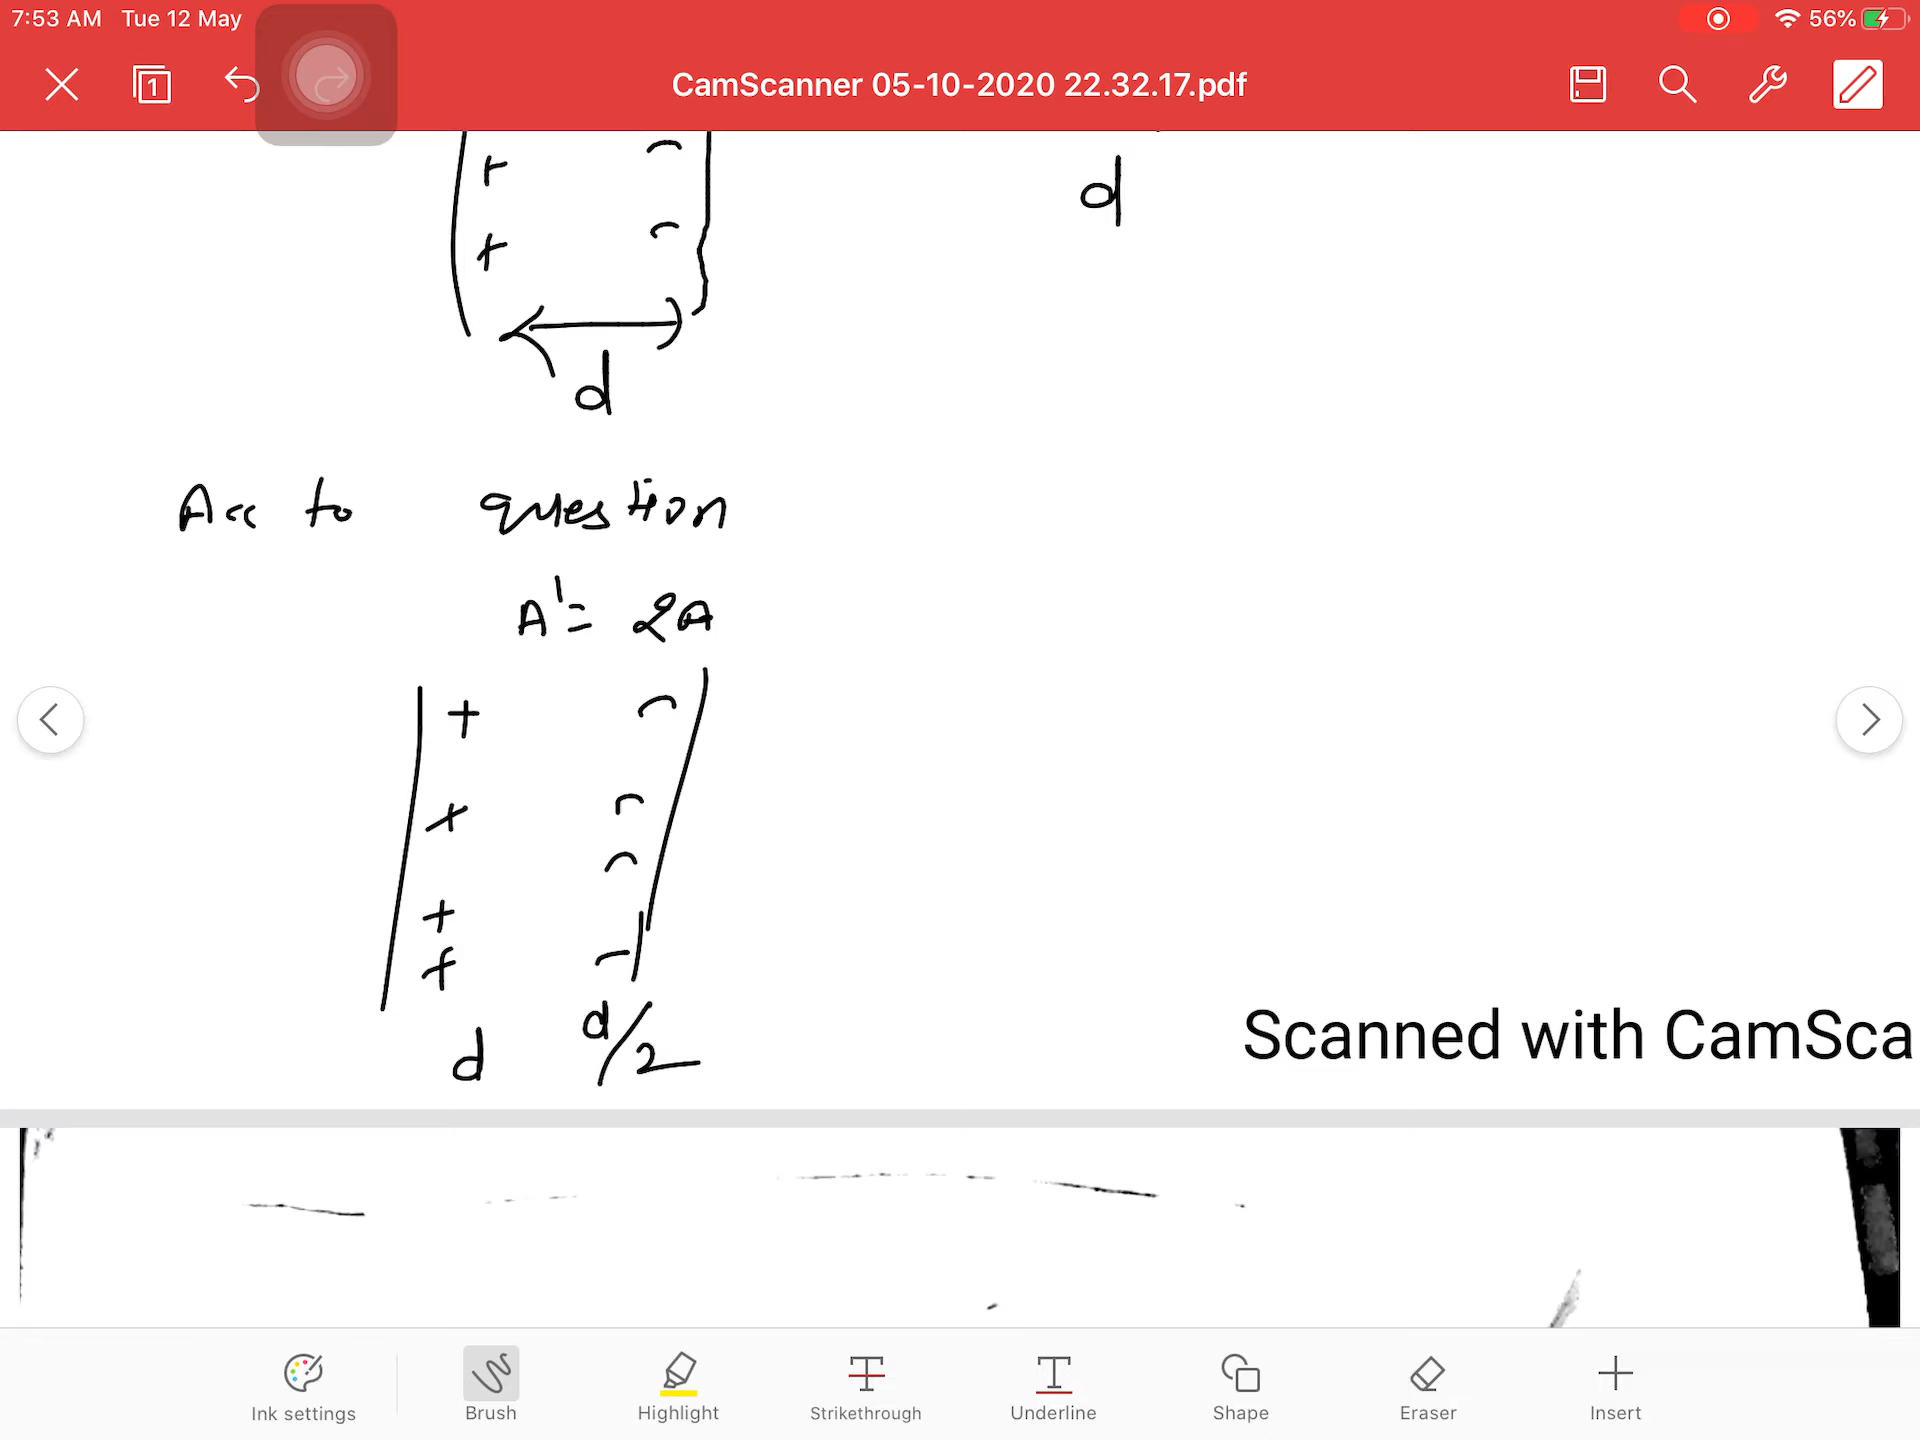 7:53 AM Tue 12 May 56%
1
CamScanner 05-10-2020 22.32.17.pdf
+ -
+ -
d
d
Acc to question
A' = 2A
+ -
+ -
-
+
+ -
d d/2
Scanned with CamSca
Ink settings Brush Highlight Strikethrough Underline Shape Eraser Insert